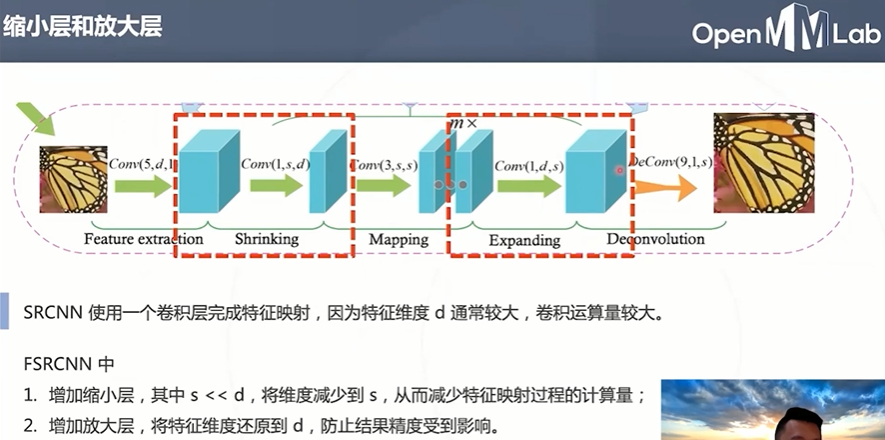 缩小层和放大层
Open MM Lab
m×
Conv(5,d,1
Conv(1,s,d)
Conv(3,s,s)
Conv(1,d,s)
DeConv(9,1,s)
Feature extraction
Shrinking
Mapping
Expanding
Deconvolution
SRCNN 使用一个卷积层完成特征映射，因为特征维度 d 通常较大，卷积运算量较大。
FSRCNN 中
1. 增加缩小层，其中 s << d，将维度减少到 s，从而减少特征映射过程的计算量；
2. 增加放大层，将特征维度还原到 d，防止结果精度受到影响。